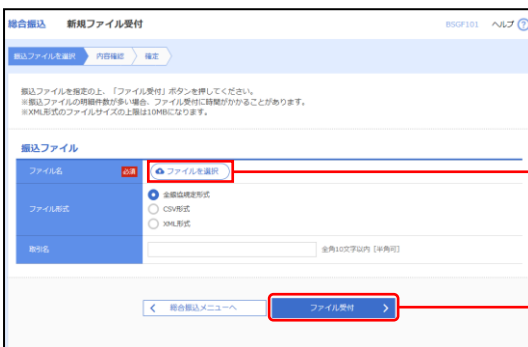 総合振込 新規ファイル受付 BSGF101 ヘルプ ?
振込ファイルを選択 内容確認 確定
振込ファイルを指定の上、「ファイル受付」ボタンを押してください。
※振込ファイルの明細件数が多い場合、ファイル受付に時間がかかることがあります。
※XML形式のファイルサイズの上限は10MBになります。
振込ファイル
ファイル名 必須 ファイルを選択
ファイル形式
全銀協規定形式
CSV形式
XML形式
取引名 全角10文字以内 [半角可]
総合振込メニューへ ファイル受付